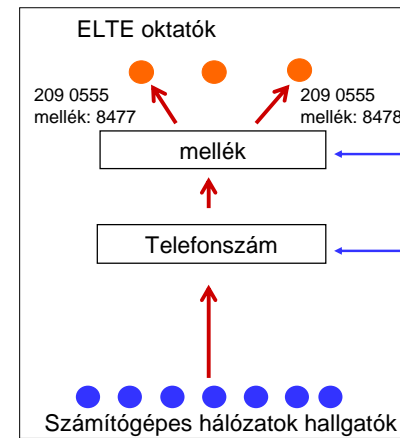 ELTE oktatók
209 0555
mellék: 8477
209 0555
mellék: 8478
mellék
Telefonszám
Számítógépes hálózatok hallgatók